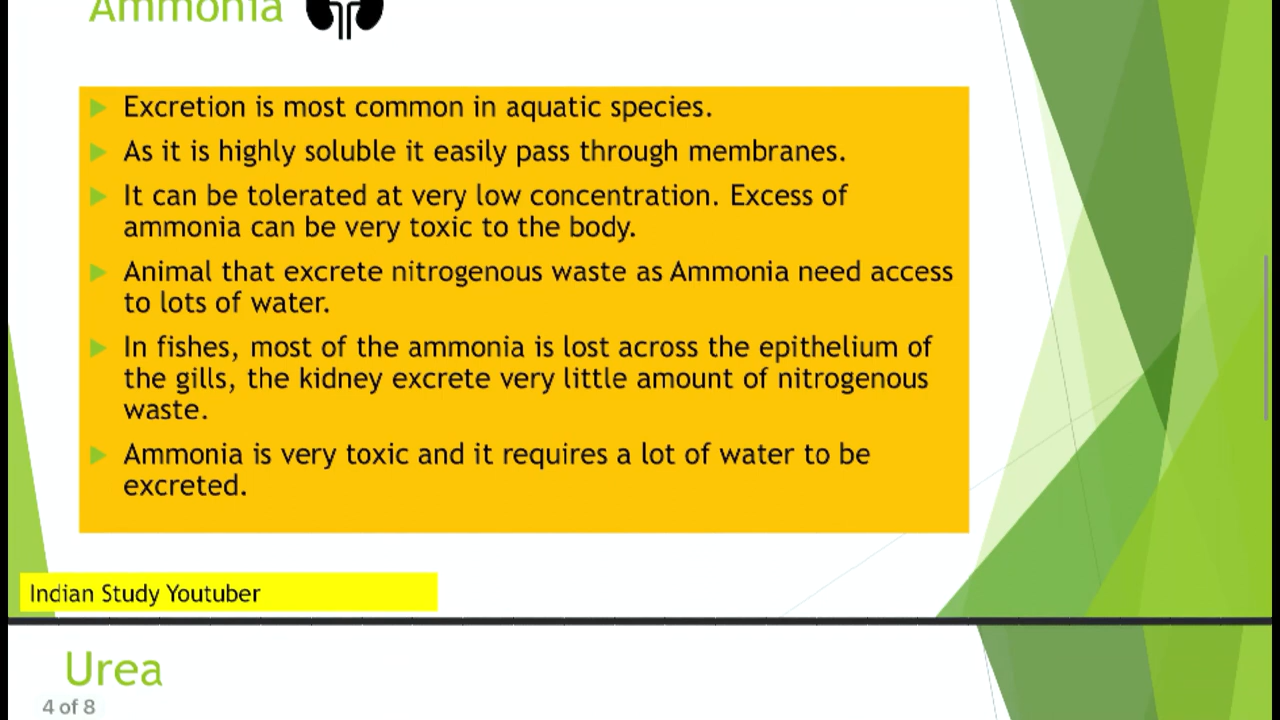 Ammonia
Excretion is most common in aquatic species.
As it is highly soluble it easily pass through membranes.
It can be tolerated at very low concentration. Excess of
ammonia can be very toxic to the body.
Animal that excrete nitrogenous waste as Ammonia need access
to lots of water.
In fishes, most of the ammonia is lost across the epithelium of
the gills, the kidney excrete very little amount of nitrogenous
waste.
Ammonia is very toxic and it requires a lot of water to be
excreted.
Indian Study Youtuber
Urea
4 of 8